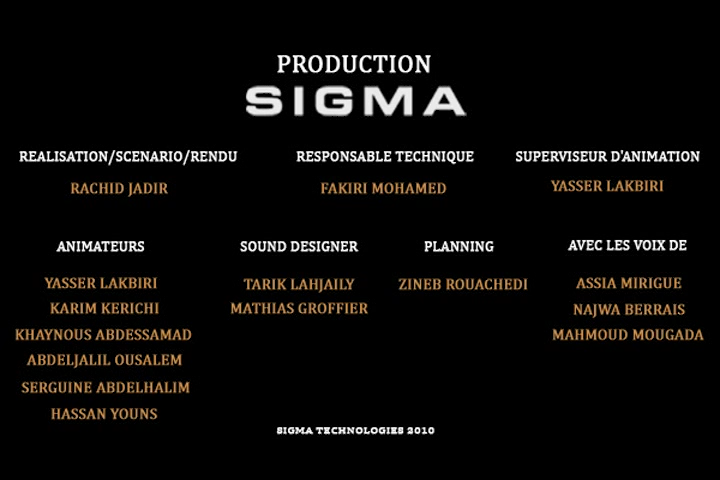 PRODUCTION
SIGMA
REALISATION/SCENARIO/RENDU
RACHID JADIR
RESPONSABLE TECHNIQUE
FAKIRI MOHAMED
SUPERVISEUR D'ANIMATION
YASSER LAKBIRI
ANIMATEURS
YASSER LAKBIRI
KARIM KERICHI
KHAYNOUS ABDESSAMAD
ABDELJALIL OUSALEM
SERGUINE ABDELHALIM
HASSAN YOUNS
SOUND DESIGNER
TARIK LAHJAILY
MATHIAS GROFFIER
PLANNING
ZINEB ROUACHEDI
AVEC LES VOIX DE
ASSIA MIRIGUE
NAJWA BERRAIS
MAHMOUD MOUGADA
SIGMA TECHNOLOGIES 2010